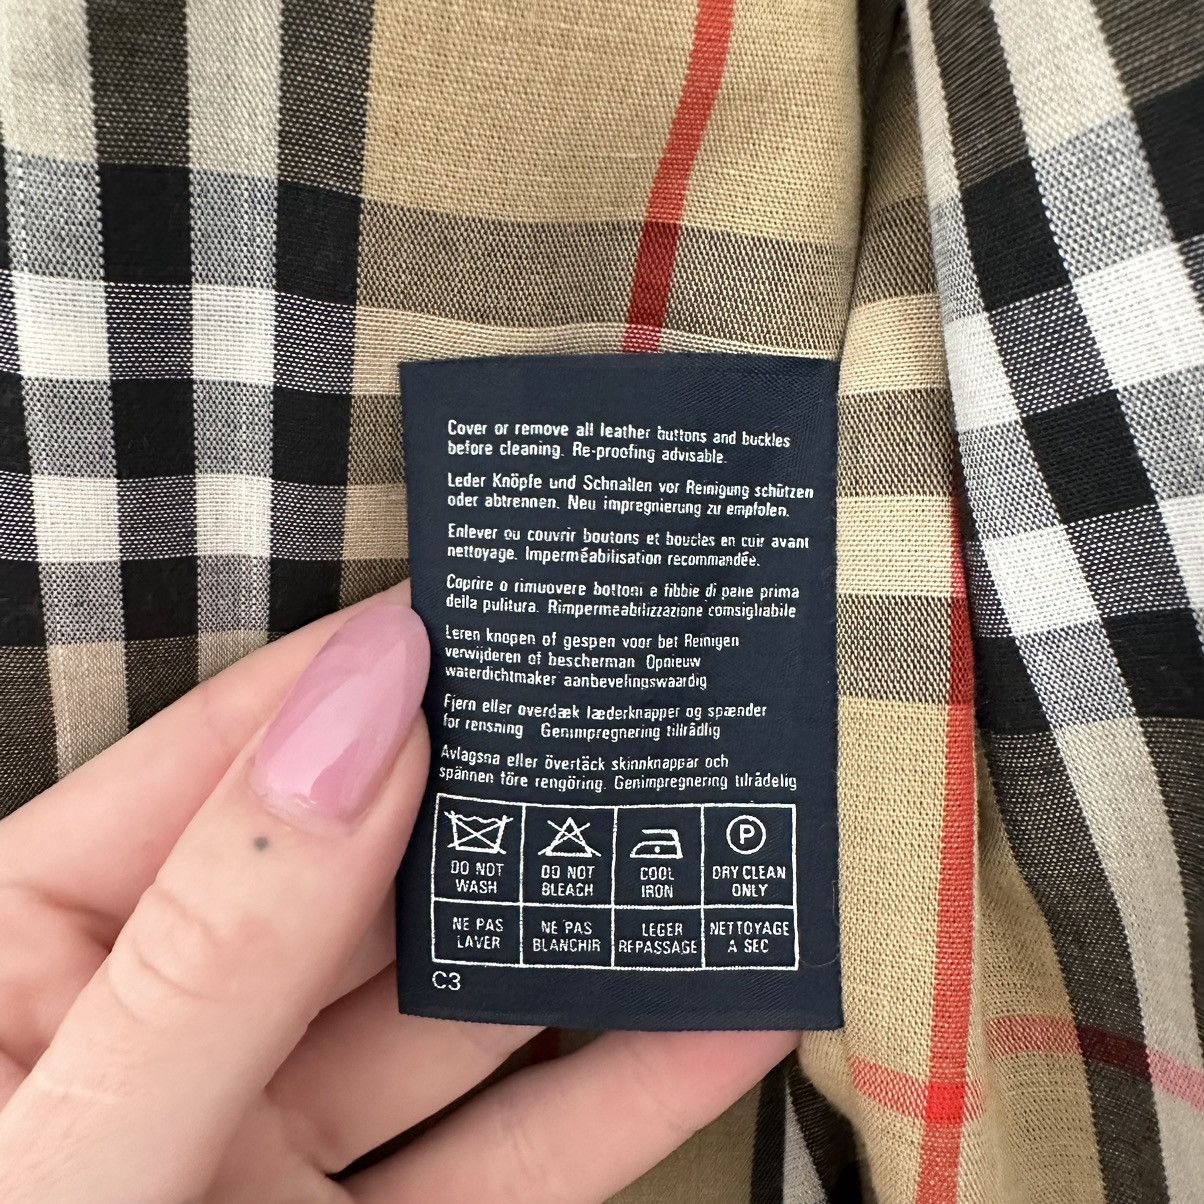 Cover or remove all leather buttons and buckles
before cleaning. Re-proofing advisable.
Leder Knöpfe und Schnallen vor Reinigung schützen
oder abtrennen. Neu impregnierung zu empfolen.
Enlever ou couvrir boutons et boucles en cuir avant
nettoyage. Imperméabilisation recommandée.
Coprire o rimuovere bottoni e fibbie di pelle prima
della pulitura. Rimpermeabilizzazione consigliabile
Leren knopen of gespen voor het Reinigen
verwijderen of bescherman Opnieuw
waterdichtmaker aanbevelingswaardig
Fjern eller overdæk læderknapper og spænder
for rensning Genimpregnering tilrådlig
Avlagsna eller övertäck skinnknappar och
spännen före rengöring. Genimpregnering tilrådelig
P
DO NOT WASH DO NOT BLEACH COOL IRON DRY CLEAN ONLY
NE PAS LAVER NE PAS BLANCHIR LEGER REPASSAGE NETTOYAGE A SEC
C3